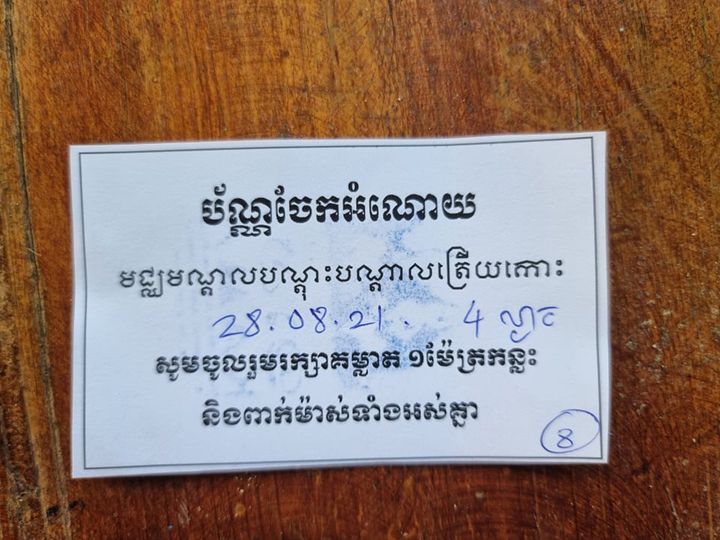 ប័ណ្ណចែកអំណោយ
មជ្ឈមណ្ឌលបណ្តុះបណ្តាលត្រើយកោះ
28.08.21. 4 ល្ងាច
សូមចូលរួមរក្សាគម្លាត ១ម៉ែត្រកន្លះ
និងពាក់ម៉ាស់ទាំងអស់គ្នា
8